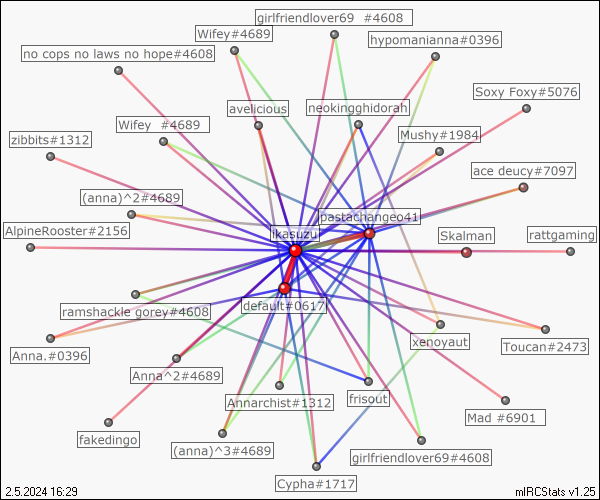 girlfriendlover69 #4608
Wifey#4689
hypomanianna#0396
no cops no laws no hope#4608
Soxy Foxy#5076
avelicious
neokingghidorah
Wifey #4689
Mushy#1984
zibbits#1312
ace deucy#7097
(anna)^2#4689
pastachangeo41
AlpineRooster#2156
ikasuzu
Skalman
rattgaming
default#0617
ramshackle gorey#4608
xenoyaut
Toucan#2473
Anna.#0396
Anna^2#4689
Annarchist#1312
frisout
Mad #6901
fakedingo
(anna)^3#4689
girlfriendlover69#4608
Cypha#1717
2.5.2024 16:29
mIRCStats v1.25